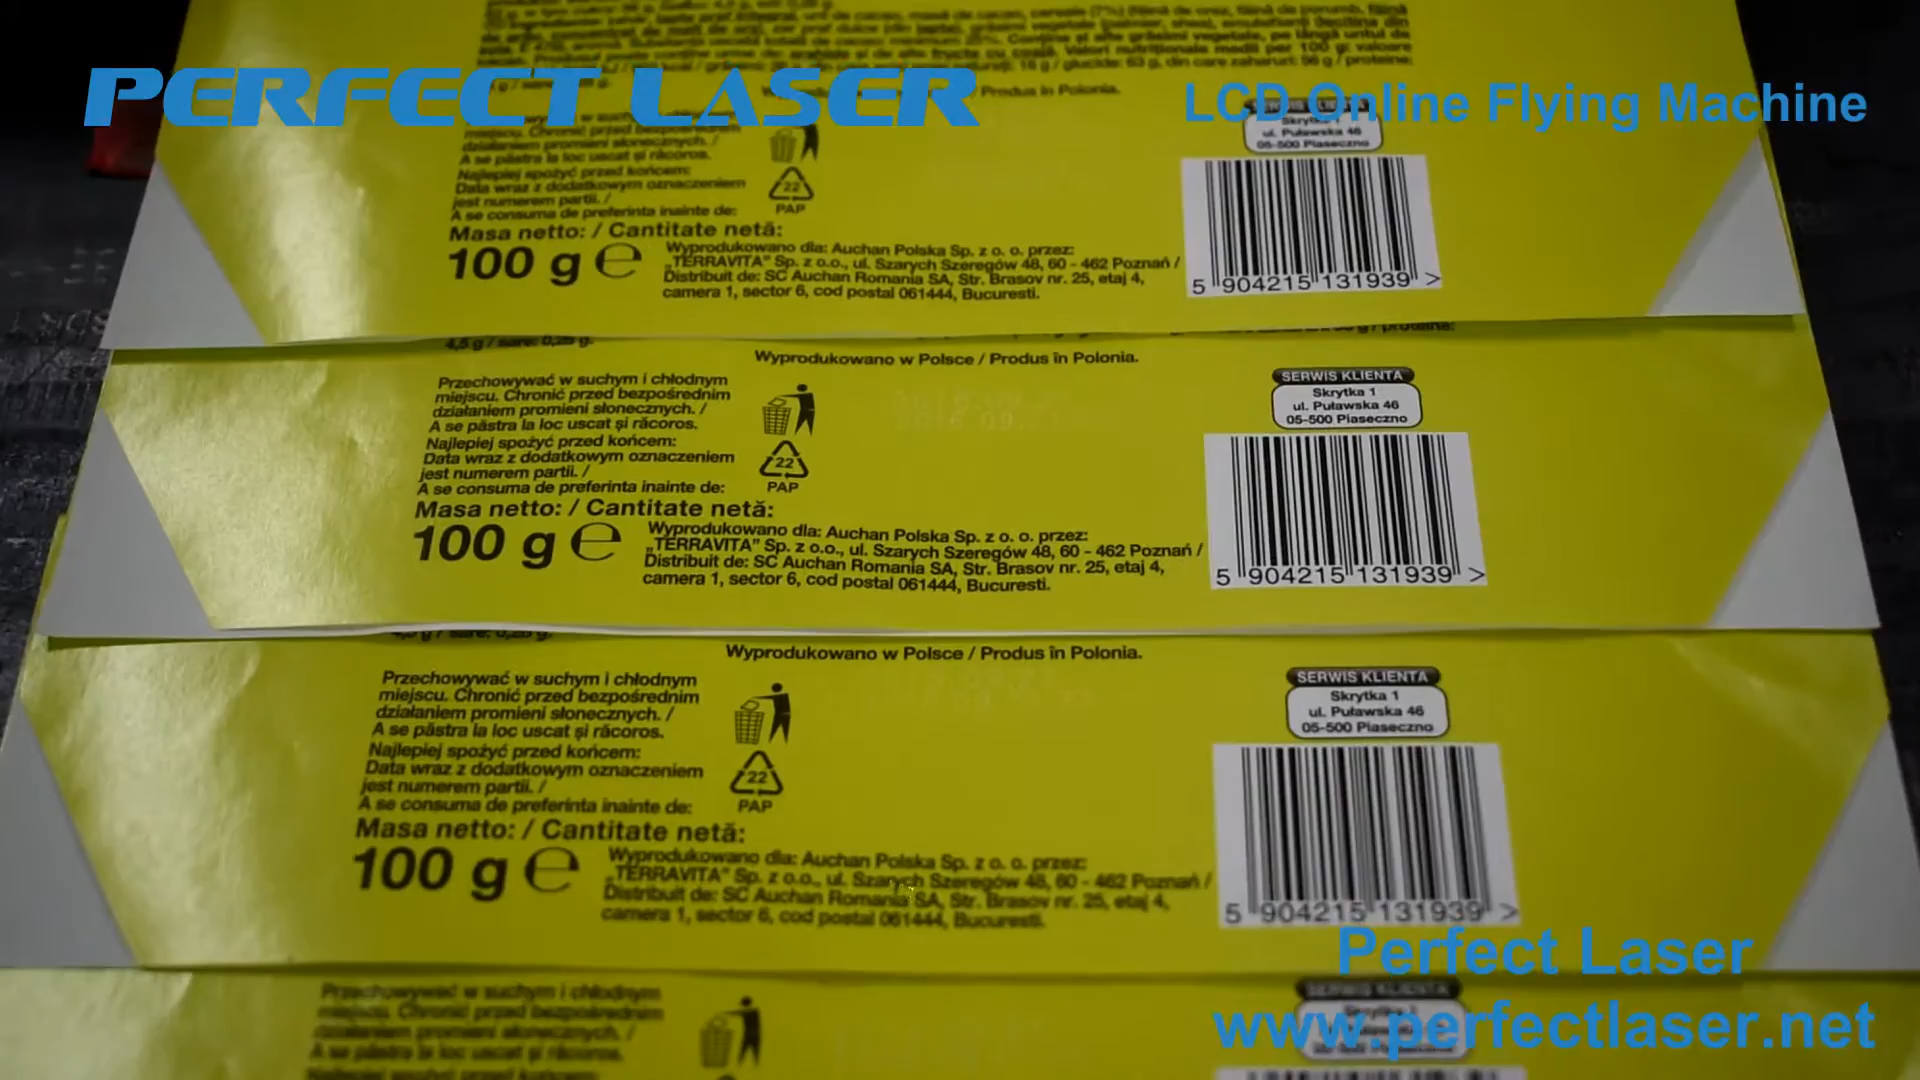 PERFECT LASER
LCD Online Flying Machine
Produs în Polonia.
ul. Puławska 46
05-500 Piaseczno
miejscu. Chronić przed bezpośrednim
działaniem promieni słonecznych. /
A se păstra la loc uscat și răcoros.
Najlepiej spożyć przed końcem:
Data wraz z dodatkowym oznaczeniem
jest numerem partii. /
A se consuma de preferinta inainte de:
22
PAP
Masa netto: / Cantitate netă:
100 g e
Wyprodukowano dla: Auchan Polska Sp. z o. o. przez:
„TERRAVITA” Sp. z o.o., ul. Szarych Szeregów 48, 60 - 462 Poznań /
Distribuit de: SC Auchan Romania SA, Str. Brasov nr. 25, etaj 4,
camera 1, sector 6, cod postal 061444, Bucuresti.
5 904215 131939 >
4,5 g / sare: 0,25 g.
Wyprodukowano w Polsce / Produs în Polonia.
Przechowywać w suchym i chłodnym
miejscu. Chronić przed bezpośrednim
działaniem promieni słonecznych. /
A se păstra la loc uscat și răcoros.
Najlepiej spożyć przed końcem:
Data wraz z dodatkowym oznaczeniem
jest numerem partii. /
A se consuma de preferinta inainte de:
22
PAP
SERWIS KLIENTA
Skrytka 1
ul. Puławska 46
05-500 Piaseczno
Masa netto: / Cantitate netă:
100 g e
Wyprodukowano dla: Auchan Polska Sp. z o. o. przez:
„TERRAVITA” Sp. z o.o., ul. Szarych Szeregów 48, 60 - 462 Poznań /
Distribuit de: SC Auchan Romania SA, Str. Brasov nr. 25, etaj 4,
camera 1, sector 6, cod postal 061444, Bucuresti.
5 904215 131939 >
Wyprodukowano w Polsce / Produs în Polonia.
Przechowywać w suchym i chłodnym
miejscu. Chronić przed bezpośrednim
działaniem promieni słonecznych. /
A se păstra la loc uscat și răcoros.
Najlepiej spożyć przed końcem:
Data wraz z dodatkowym oznaczeniem
jest numerem partii. /
A se consuma de preferinta inainte de:
22
PAP
SERWIS KLIENTA
Skrytka 1
ul. Puławska 46
05-500 Piaseczno
Masa netto: / Cantitate netă:
100 g e
Wyprodukowano dla: Auchan Polska Sp. z o. o. przez:
„TERRAVITA” Sp. z o.o., ul. Szarych Szeregów 48, 60 - 462 Poznań /
Distribuit de: SC Auchan Romania SA, Str. Brasov nr. 25, etaj 4,
camera 1, sector 6, cod postal 061444, Bucuresti.
5 904215 131939 >
Perfect Laser
www.perfectlaser.net
Przechowywać w suchym i chłodnym
miejscu. Chronić przed bezpośrednim
działaniem promieni słonecznych. /
A se păstra la loc uscat și răcoros.
Najlepiej spożyć przed końcem: